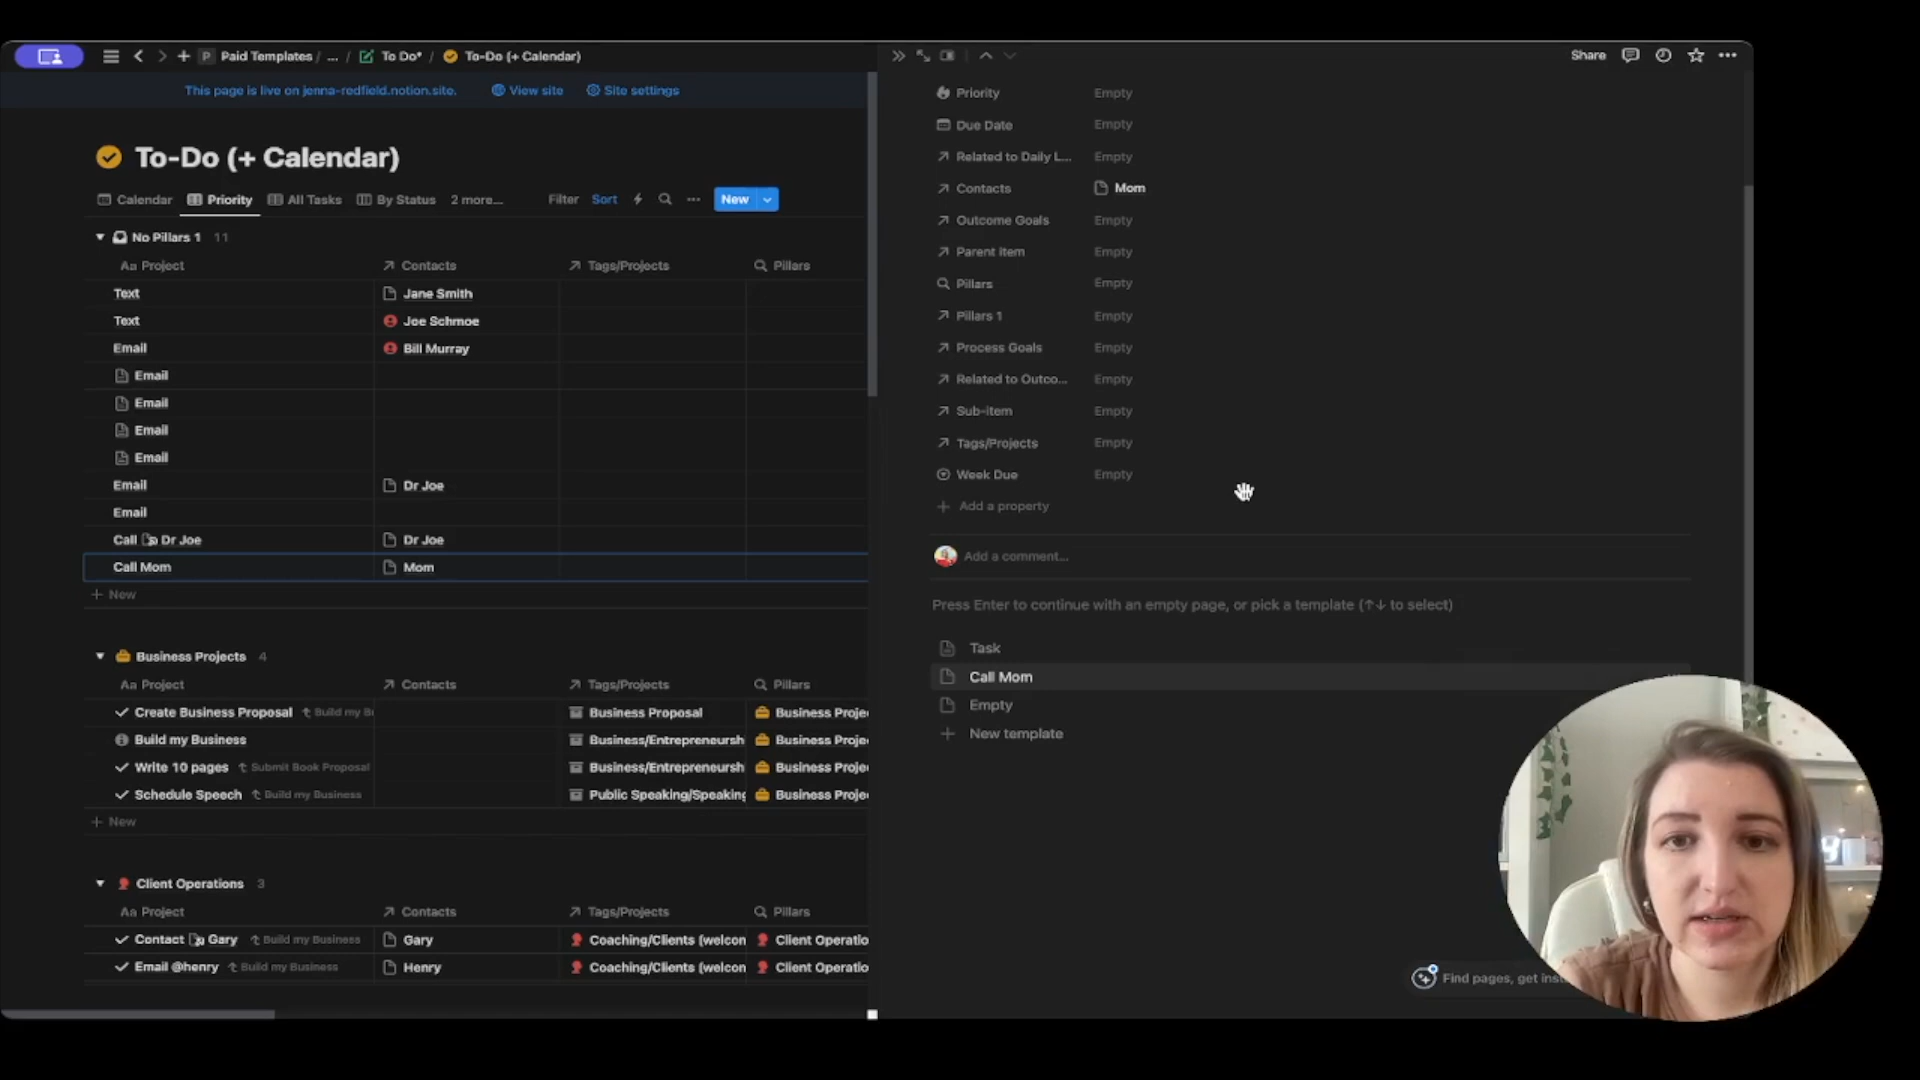 P Paid Templates / ... / To Do* / To-Do (+ Calendar)
Share
This page is live on jenna-redfield.notion.site. View site Site settings
To-Do (+ Calendar)
Calendar Priority All Tasks By Status 2 more... Filter Sort New
No Pillars 1 11
Aa Project Contacts Tags/Projects Pillars
Text Jane Smith
Text Joe Schmoe
Email Bill Murray
Email
Email
Email
Email
Email Dr Joe
Email
Call Dr Joe Dr Joe
Call Mom Mom
+ New
Business Projects 4
Aa Project Contacts Tags/Projects Pillars
Create Business Proposal Build my B Business Proposal Business Proje
Build my Business Business/Entrepreneursh Business Proje
Write 10 pages Submit Book Proposal Business/Entrepreneursh Business Proje
Schedule Speech Build my Business Public Speaking/Speaking Business Proje
+ New
Client Operations 3
Aa Project Contacts Tags/Projects Pillars
Contact Gary Build my Business Gary Coaching/Clients (welcon Client Operatio
Email @henry Build my Business Henry Coaching/Clients (welcon Client Operatio
Priority Empty
Due Date Empty
Related to Daily L... Empty
Contacts Mom
Outcome Goals Empty
Parent item Empty
Pillars Empty
Pillars 1 Empty
Process Goals Empty
Related to Outco... Empty
Sub-item Empty
Tags/Projects Empty
Week Due Empty
+ Add a property
Add a comment...
Press Enter to continue with an empty page, or pick a template (↑↓ to select)
Task
Call Mom
Empty
+ New template
Find pages, get inst